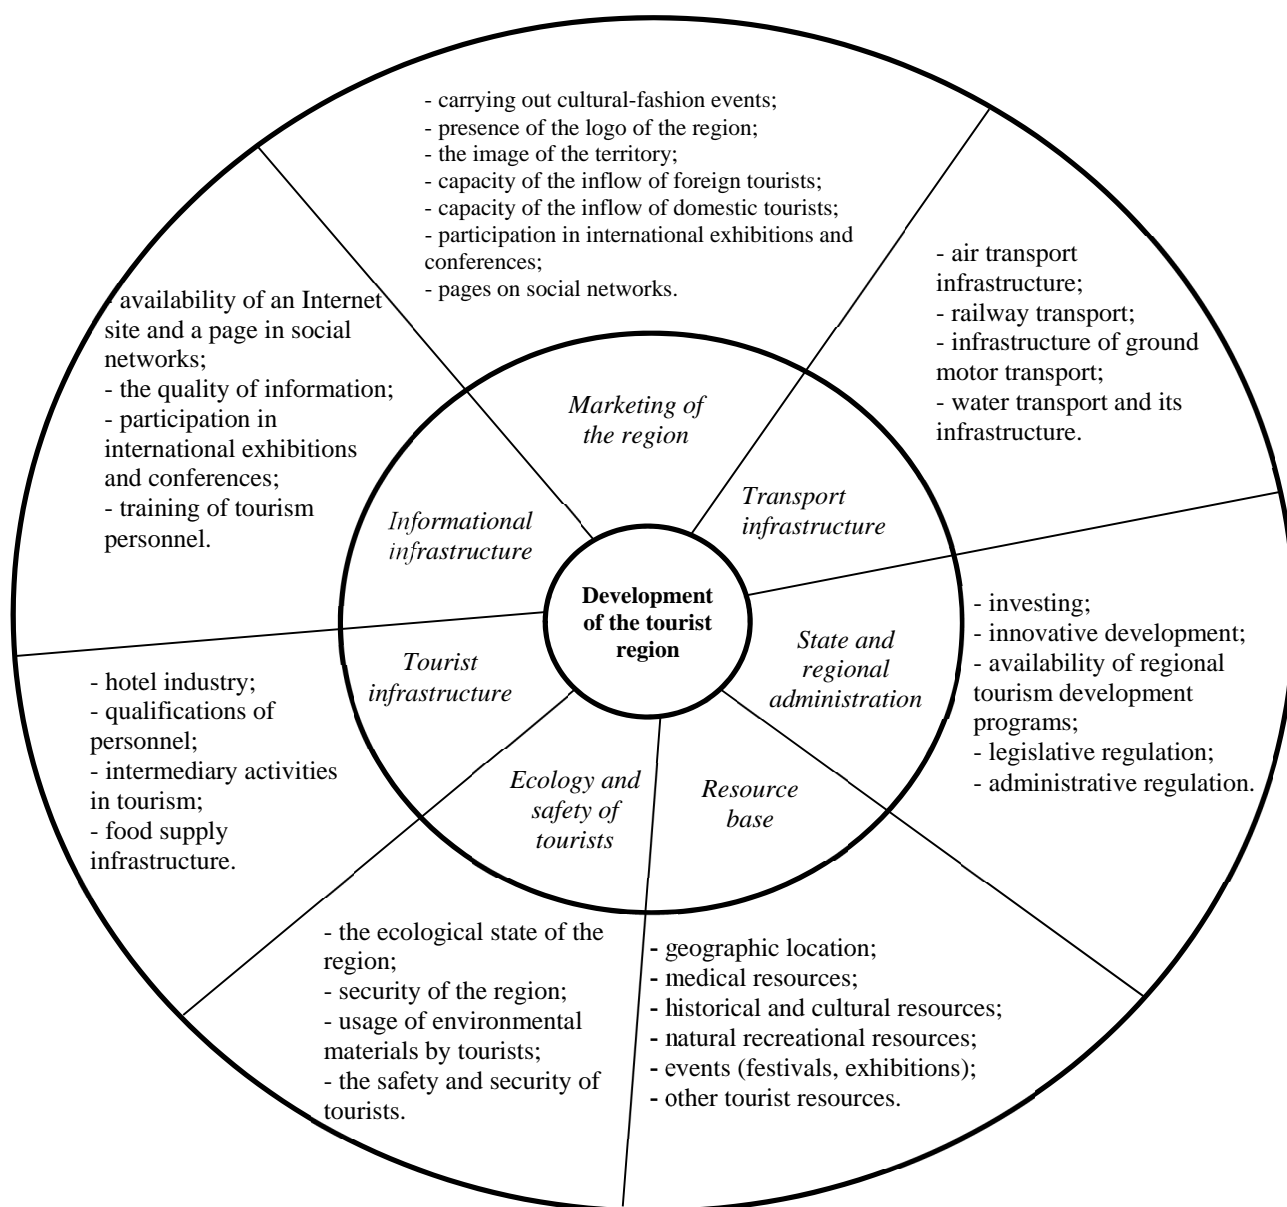 - carrying out cultural-fashion events;
- presence of the logo of the region;
- the image of the territory;
- capacity of the inflow of foreign tourists;
- capacity of the inflow of domestic tourists;
- participation in international exhibitions and
conferences;
- pages on social networks.
- air transport
infrastructure;
- railway transport;
- infrastructure of ground
motor transport;
- water transport and its
infrastructure.
- availability of an Internet
site and a page in social
networks;
- the quality of information;
- participation in
international exhibitions
and conferences;
- training of tourism
personnel.
Marketing of
the region
Transport
infrastructure
Informational
infrastructure
Development
of the tourist
region
State and
regional
administration
Tourist
infrastructure
Ecology and
safety of
tourists
Resource
base
- investing;
- innovative development;
- availability of regional
tourism development
programs;
- legislative regulation;
- administrative regulation.
- hotel industry;
- qualifications of
personnel;
- intermediary activities
in tourism;
- food supply
infrastructure.
- the ecological state of the
region;
- security of the region;
- usage of environmental
materials by tourists;
- the safety and security of
tourists.
- geographic location;
- medical resources;
- historical and cultural resources;
- natural recreational resources;
- events (festivals, exhibitions);
- other tourist resources.